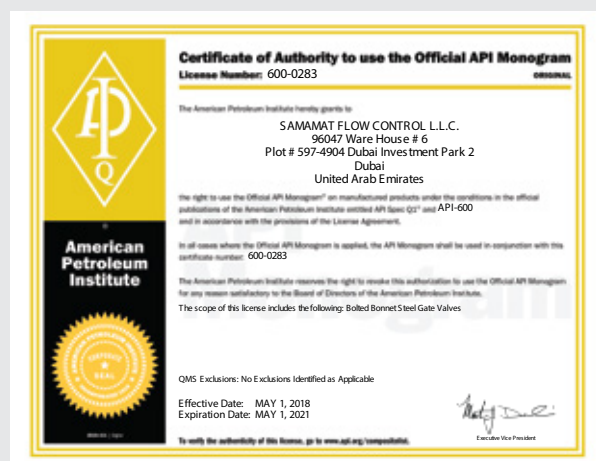 API
Q
American
Petroleum
Institute
AMERICAN PETROLEUM INSTITUTE
CORPORATE
SEAL
Certificate of Authority to use the Official API Monogram
License Number: 600-0283
ORIGINAL
The American Petroleum Institute hereby grants to
SAMAMAT FLOW CONTROL L.L.C.
96047 Ware House # 6
Plot # 597-4904 Dubai Investment Park 2
Dubai
United Arab Emirates
the right to use the Official API Monogram® on manufactured products under the conditions in the official
publications of the American Petroleum Institute entitled API Spec Q1® and API-600
and in accordance with the provisions of the License Agreement.
In all cases where the Official API Monogram is applied, the API Monogram shall be used in conjunction with this
certificate number: 600-0283
The American Petroleum Institute reserves the right to revoke this authorization to use the Official API Monogram
for any reason satisfactory to the Board of Directors of the American Petroleum Institute.
The scope of this license includes the following: Bolted Bonnet Steel Gate Valves
QMS Exclusions: No Exclusions Identified as Applicable
Effective Date: MAY 1, 2018
Expiration Date: MAY 1, 2021
Executive Vice President
To verify the authenticity of this license, go to www.api.org/compositelist.